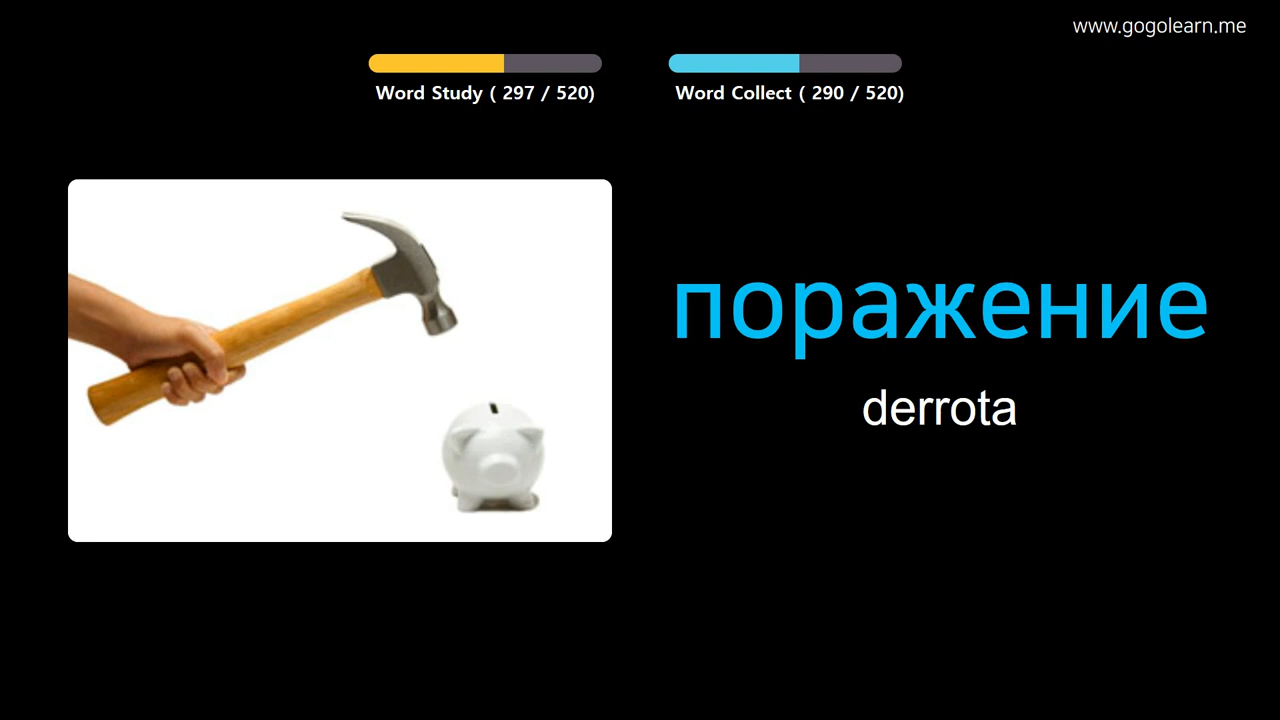 www.gogolearn.me
Word Study ( 297 / 520)
Word Collect ( 290 / 520)
поражение
derrota